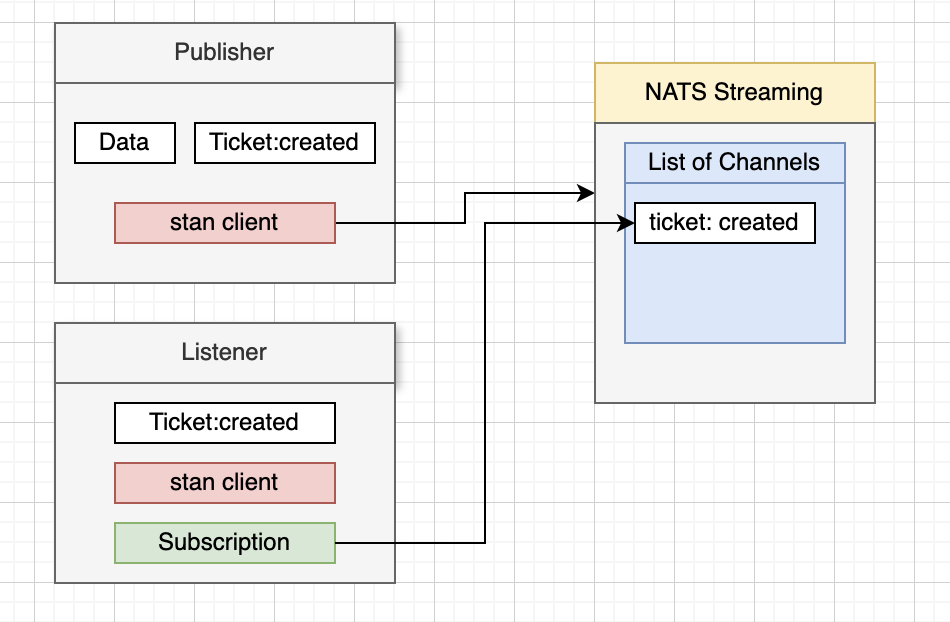 Publisher
Data
Ticket:created
stan client
NATS Streaming
List of Channels
ticket: created
Listener
Ticket:created
stan client
Subscription